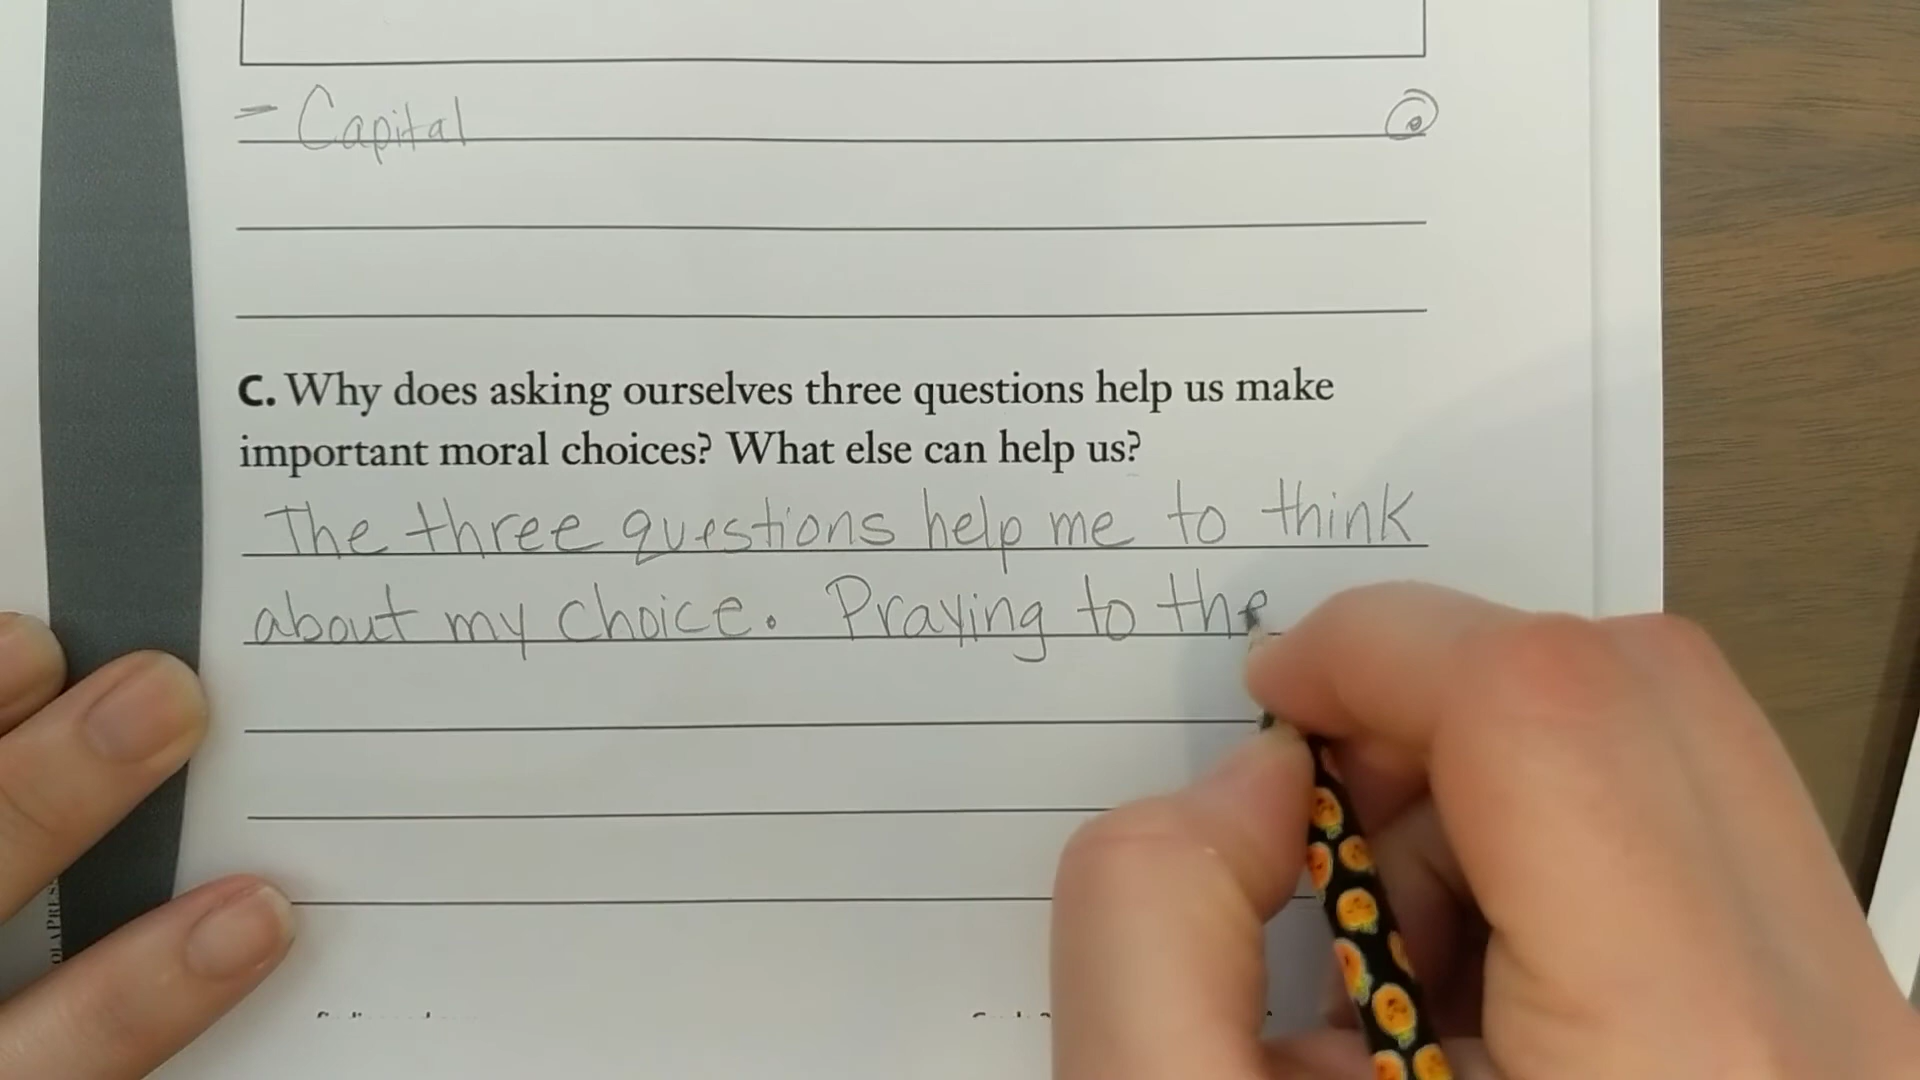 = Capital
C. Why does asking ourselves three questions help us make
important moral choices? What else can help us?
The three questions help me to think
about my choice. Praying to the